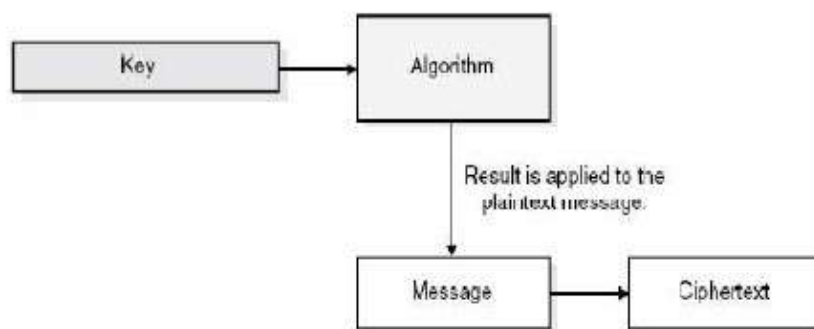 Key
Algorithm
Result is applied to the
plaintext message.
Message
Ciphertext